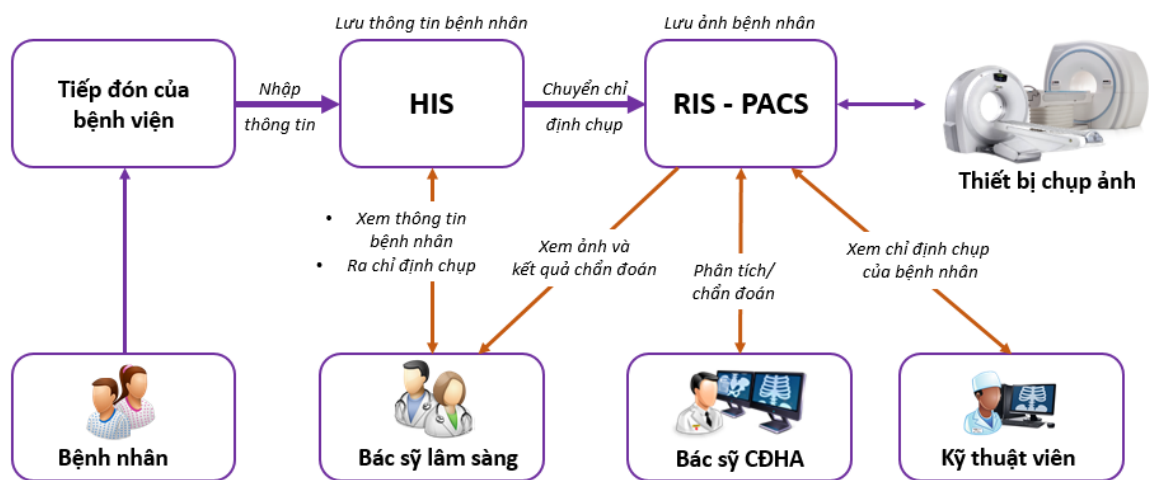 Lưu thông tin bệnh nhân
Lưu ảnh bệnh nhân
Tiếp đón của
bệnh viện
Nhập
thông tin
HIS
Chuyển chỉ
định chụp
RIS - PACS
Thiết bị chụp ảnh
• Xem thông tin
bệnh nhân
• Ra chỉ định chụp
Xem ảnh và
kết quả chẩn đoán
Phân tích/
chẩn đoán
Xem chỉ định chụp
của bệnh nhân
Bệnh nhân
Bác sỹ lâm sàng
Bác sỹ CĐHA
Kỹ thuật viên